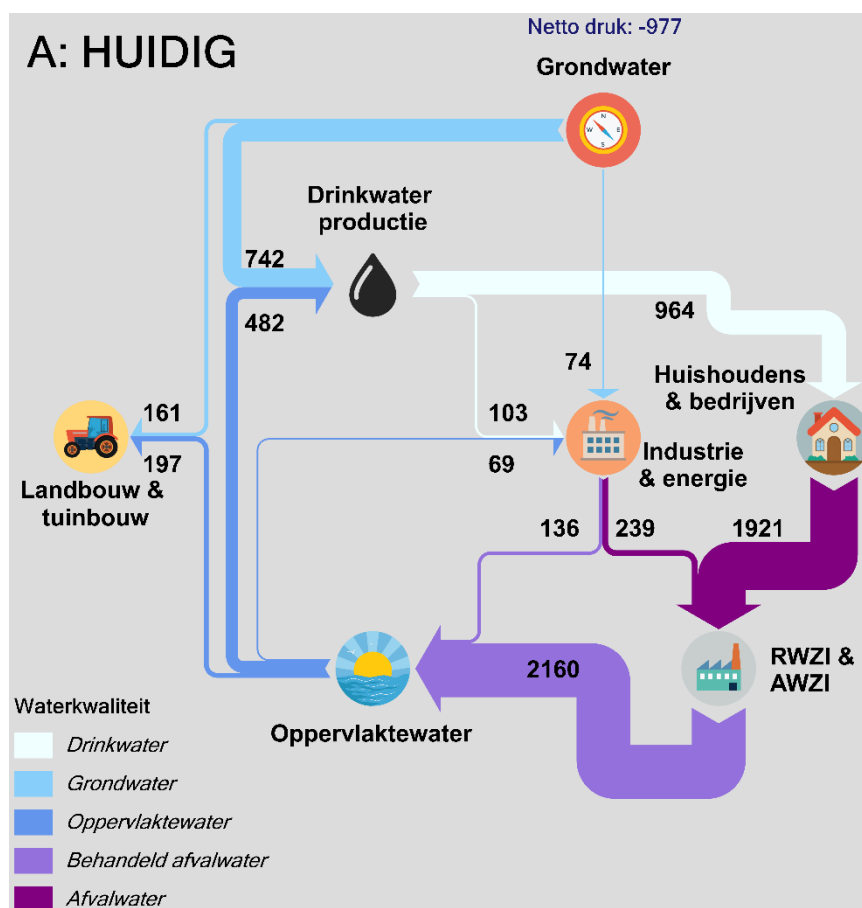 Netto druk: -977
A: HUIDIG
Grondwater
N
W E
S
Drinkwater
productie
742
482
964
74
Huishoudens
& bedrijven
161
197
103
69
Industrie
& energie
Landbouw &
tuinbouw
136
239
1921
2160
RWZI &
AWZI
Oppervlaktewater
Waterkwaliteit
Drinkwater
Grondwater
Oppervlaktewater
Behandeld afvalwater
Afvalwater